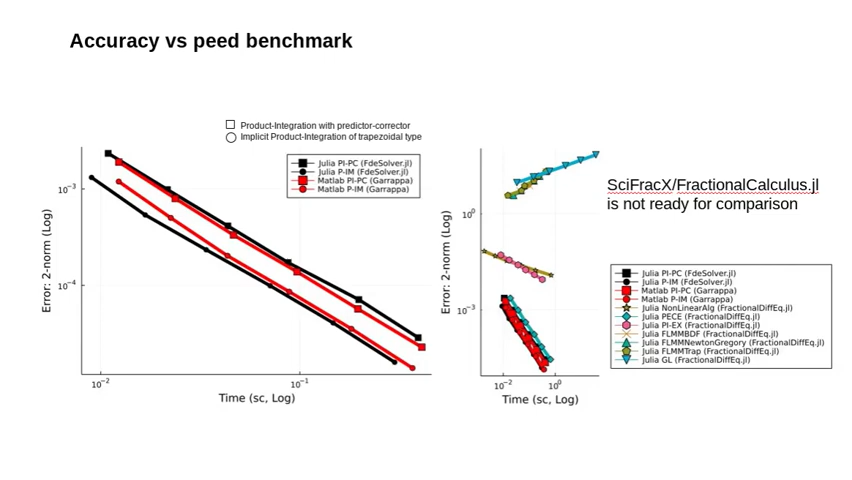 Accuracy vs peed benchmark
Product-Integration with predictor-corrector
Implicit Product-Integration of trapezoidal type
Julia PI-PC (FdeSolver.jl)
Julia P-IM (FdeSolver.jl)
Matlab PI-PC (Garrappa)
Matlab P-IM (Garrappa)
Error: 2-norm (Log)
10⁻³
10⁻⁴
10⁻²
10⁻¹
Time (sc, Log)
Error: 2-norm (Log)
10⁰
10⁻³
10⁻²
10⁰
Time (sc, Log)
SciFracX/FractionalCalculus.jl
is not ready for comparison
Julia PI-PC (FdeSolver.jl)
Julia P-IM (FdeSolver.jl)
Matlab PI-PC (Garrappa)
Matlab P-IM (Garrappa)
Julia NonLinearAlg (FractionalDiffEq.jl)
Julia PECE (FractionalDiffEq.jl)
Julia PI-EX (FractionalDiffEq.jl)
Julia FLMMBDF (FractionalDiffEq.jl)
Julia FLMMNewtonGregory (FractionalDiffEq.jl)
Julia FLMMTrap (FractionalDiffEq.jl)
Julia GL (FractionalDiffEq.jl)